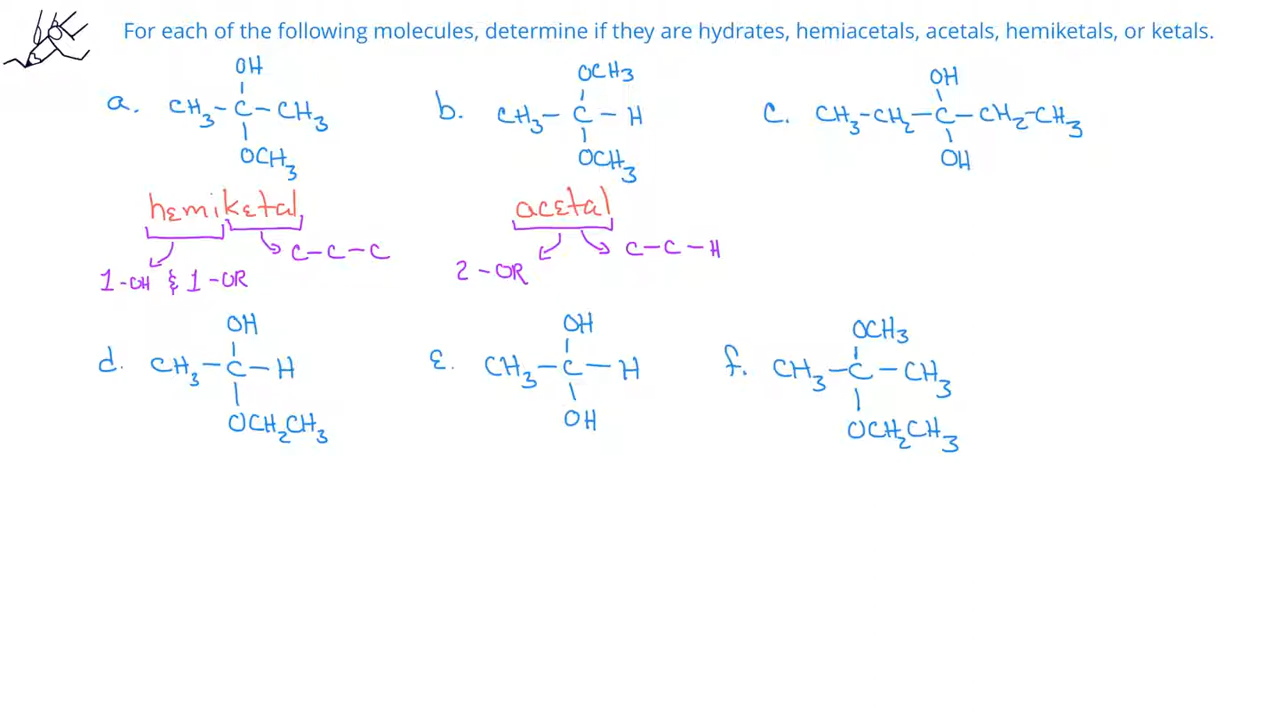 For each of the following molecules, determine if they are hydrates, hemiacetals, acetals, hemiketals, or ketals.
OH
a. CH₃-C-CH₃
OCH₃
OCH₃
b. CH₃-C-H
OCH₃
OH
c. CH₃-CH₂-C-CH₂-CH₃
OH
hemiketal
C-C-C
1-OH & 1-OR
acetal
C-C-H
2-OR
OH
d. CH₃-C-H
OCH₂CH₃
OH
e. CH₃-C-H
OH
OCH₃
f. CH₃-C-CH₃
OCH₂CH₃